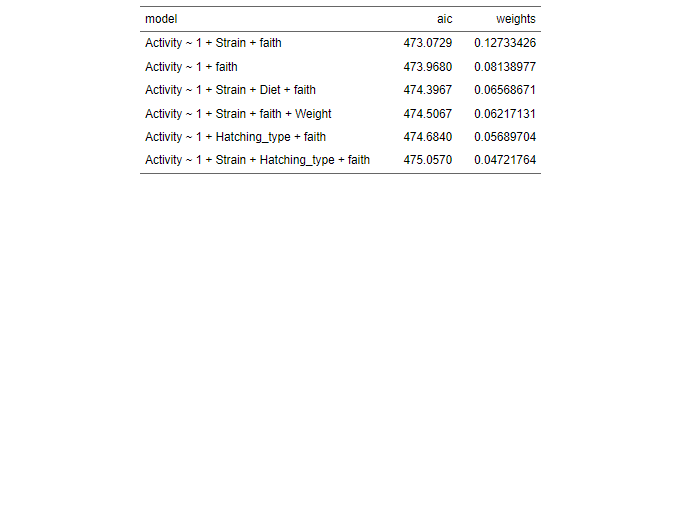 model aic weights
Activity ~ 1 + Strain + faith 473.0729 0.12733426
Activity ~ 1 + faith 473.9680 0.08138977
Activity ~ 1 + Strain + Diet + faith 474.3967 0.06568671
Activity ~ 1 + Strain + faith + Weight 474.5067 0.06217131
Activity ~ 1 + Hatching_type + faith 474.6840 0.05689704
Activity ~ 1 + Strain + Hatching_type + faith 475.0570 0.04721764